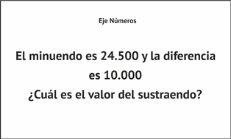 Eje Números
El minuendo es 24.500 y la diferencia
es 10.000
¿Cuál es el valor del sustraendo?